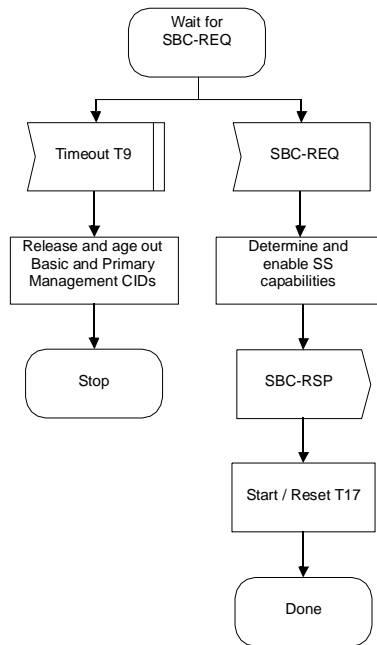 Wait for
SBC-REQ
Timeout T9
SBC-REQ
Release and age out
Basic and Primary
Management CIDs
Determine and
enable SS
capabilities
Stop
SBC-RSP
Start / Reset T17
Done